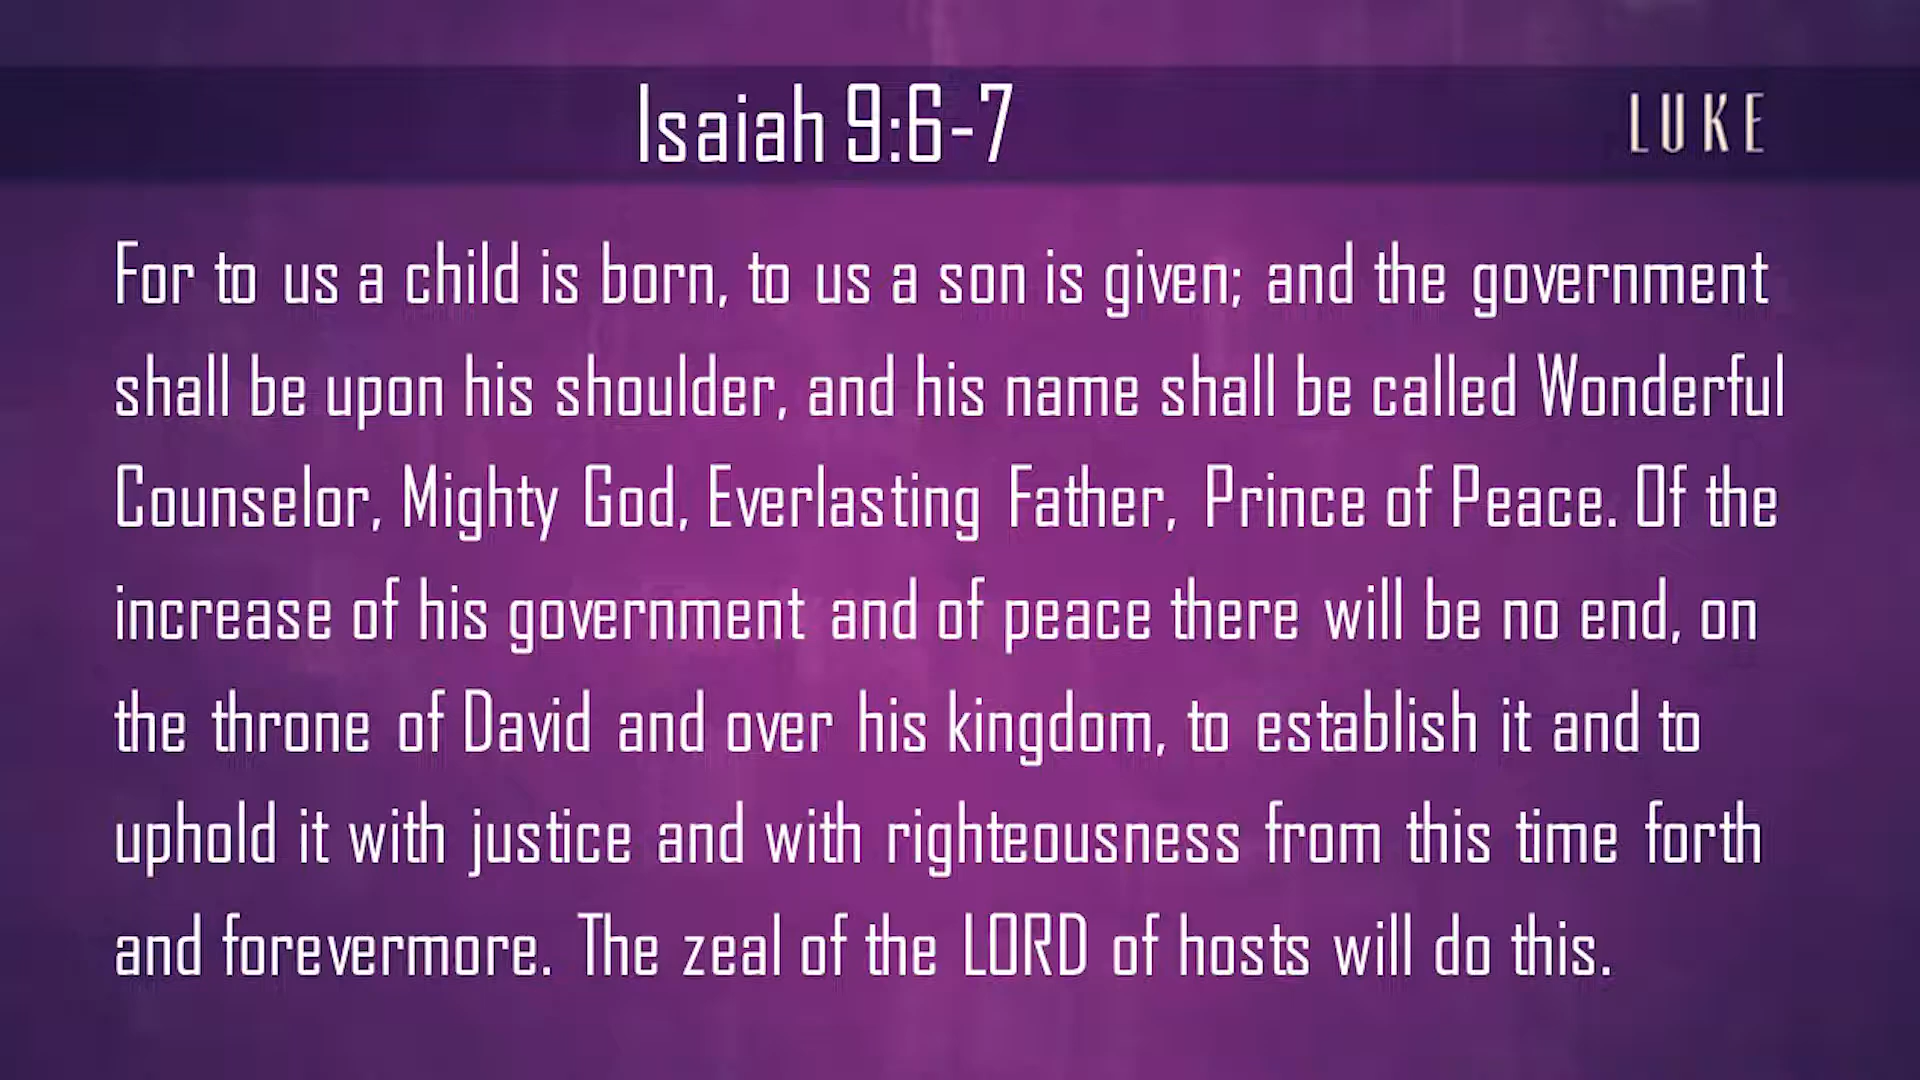 Isaiah 9:6-7
LUKE
For to us a child is born, to us a son is given; and the government
shall be upon his shoulder, and his name shall be called Wonderful
Counselor, Mighty God, Everlasting Father, Prince of Peace. Of the
increase of his government and of peace there will be no end, on
the throne of David and over his kingdom, to establish it and to
uphold it with justice and with righteousness from this time forth
and forevermore. The zeal of the LORD of hosts will do this.